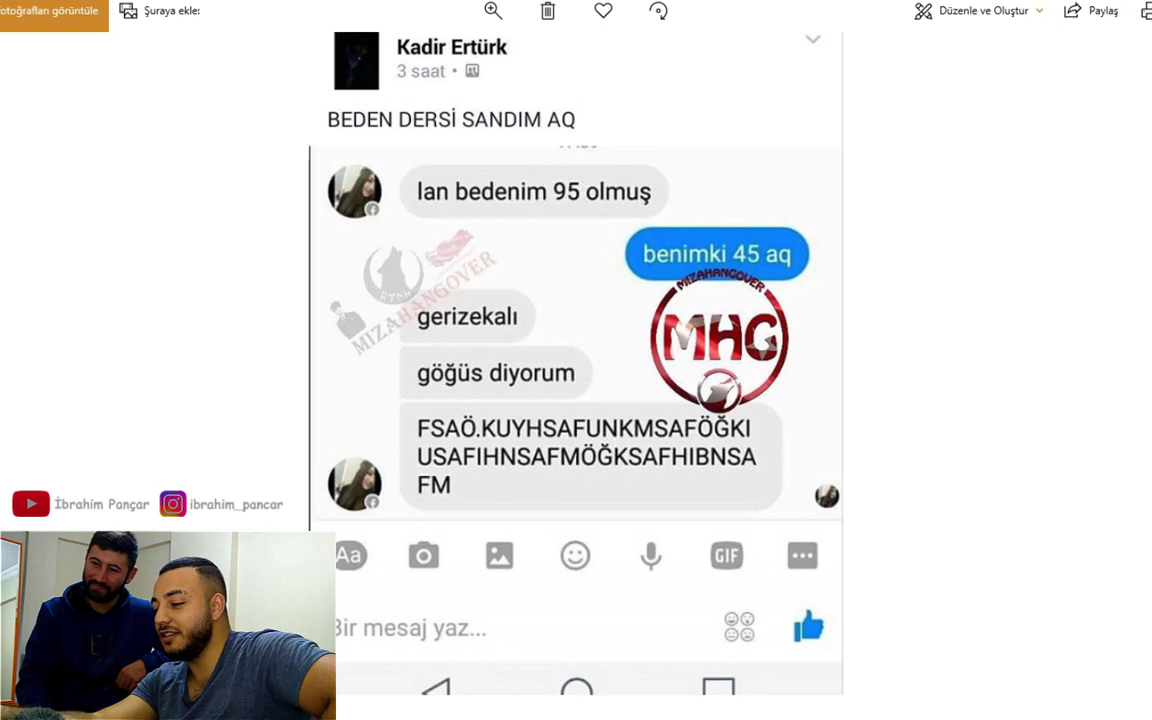 fotoğrafları görüntüle
Şuraya ekle:
Düzenle ve Oluştur
Paylaş
Kadir Ertürk
3 saat
BEDEN DERSİ SANDIM AQ
lan bedenim 95 olmuş
benimki 45 aq
MIZAHANGOVER
MHG
MIZAHANGOVER
gerizekalı
göğüs diyorum
FSAÖ.KUYHSAFUNKMSAFÖĞKI
USAFIHNSAFMÖĞKSAFHIBNSA
FM
İbrahim Pançar
ibrahim_pancar
Aa
GIF
Bir mesaj yaz...